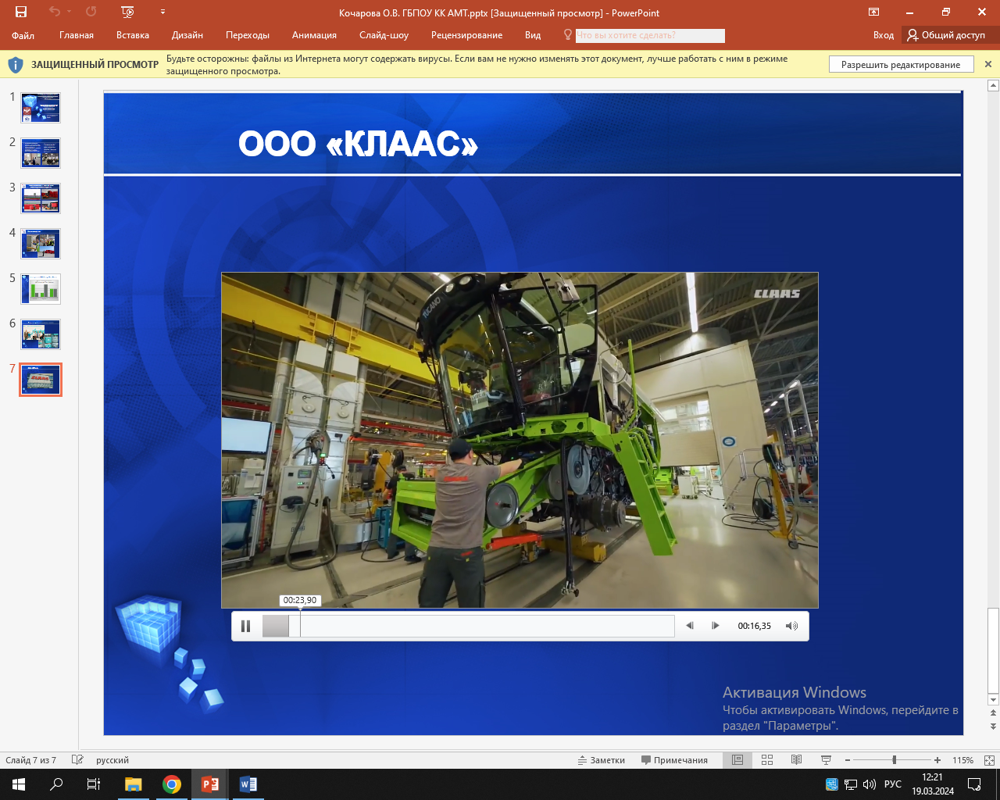 Кочарова О.В. ГБПОУ КК АМТ.pptx [Защищенный просмотр] - PowerPoint
Файл Главная Вставка Дизайн Переходы Анимация Слайд-шоу Рецензирование Вид Что вы хотите сделать? Вход Общий доступ
ЗАЩИЩЕННЫЙ ПРОСМОТР
Будьте осторожны: файлы из Интернета могут содержать вирусы. Если вам не нужно изменять этот документ, лучше работать с ним в режиме
защищенного просмотра.
Разрешить редактирование
1
2
3
4
5
6
7
ООО «КЛААС»
CLAAS
TUCANO
00:23,90
00:16,35
Активация Windows
Чтобы активировать Windows, перейдите в
раздел "Параметры".
Слайд 7 из 7 русский Заметки Примечания 115%
РУС
12:21
19.03.2024